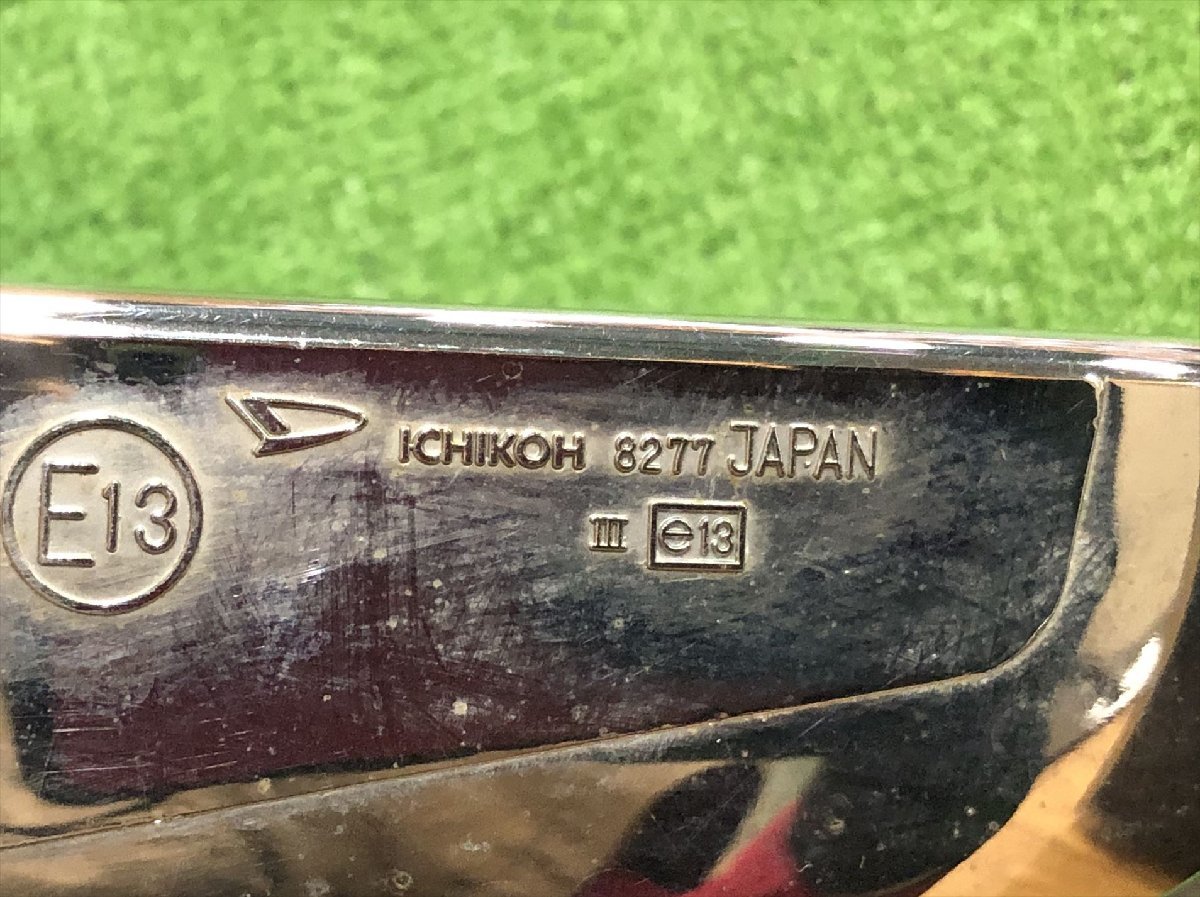 E13 ICHIKOH 8277 JAPAN
III e13